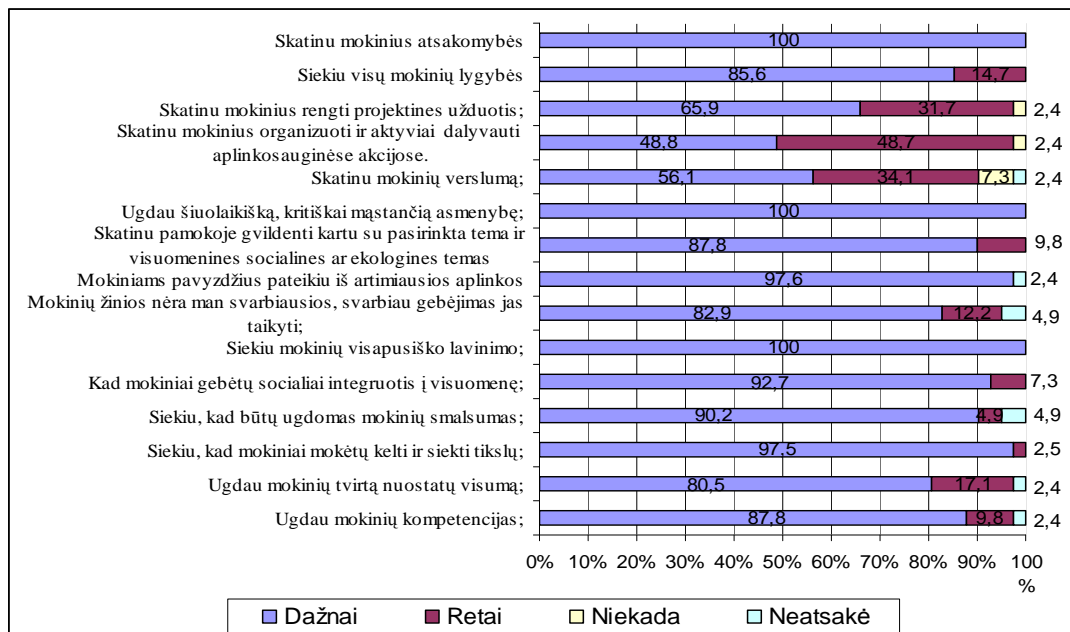 Skatinu mokinius atsakomybės
100
Siekiu visų mokinių lygybės
85,6 14,7
Skatinu mokinius rengti projektines užduotis;
65,9 31,7 2,4
Skatinu mokinius organizuoti ir aktyviai dalyvauti
aplinkosauginėse akcijose.
48,8 48,7 2,4
Skatinu mokinių verslumą;
56,1 34,1 7,3 2,4
Ugdau šiuolaikišką, kritiškai mąstančią asmenybę;
100
Skatinu pamokoje gvildenti kartu su pasirinkta tema ir
visuomenines socialines ar ekologines temas
87,8 9,8
Mokiniams pavyzdžius pateikiu iš artimiausios aplinkos
97,6 2,4
Mokinių žinios nėra man svarbiausios, svarbiau gebėjimas jas
taikyti;
82,9 12,2 4,9
Siekiu mokinių visapusiško lavinimo;
100
Kad mokiniai gebėtų socialiai integruotis į visuomenę;
92,7 7,3
Siekiu, kad būtų ugdomas mokinių smalsumas;
90,2 4,9 4,9
Siekiu, kad mokiniai mokėtų kelti ir siekti tikslų;
97,5 2,5
Ugdau mokinių tvirtą nuostatų visumą;
80,5 17,1 2,4
Ugdau mokinių kompetencijas;
87,8 9,8 2,4
0% 10% 20% 30% 40% 50% 60% 70% 80% 90% 100
%
Dažnai Retai Niekada Neatsakė